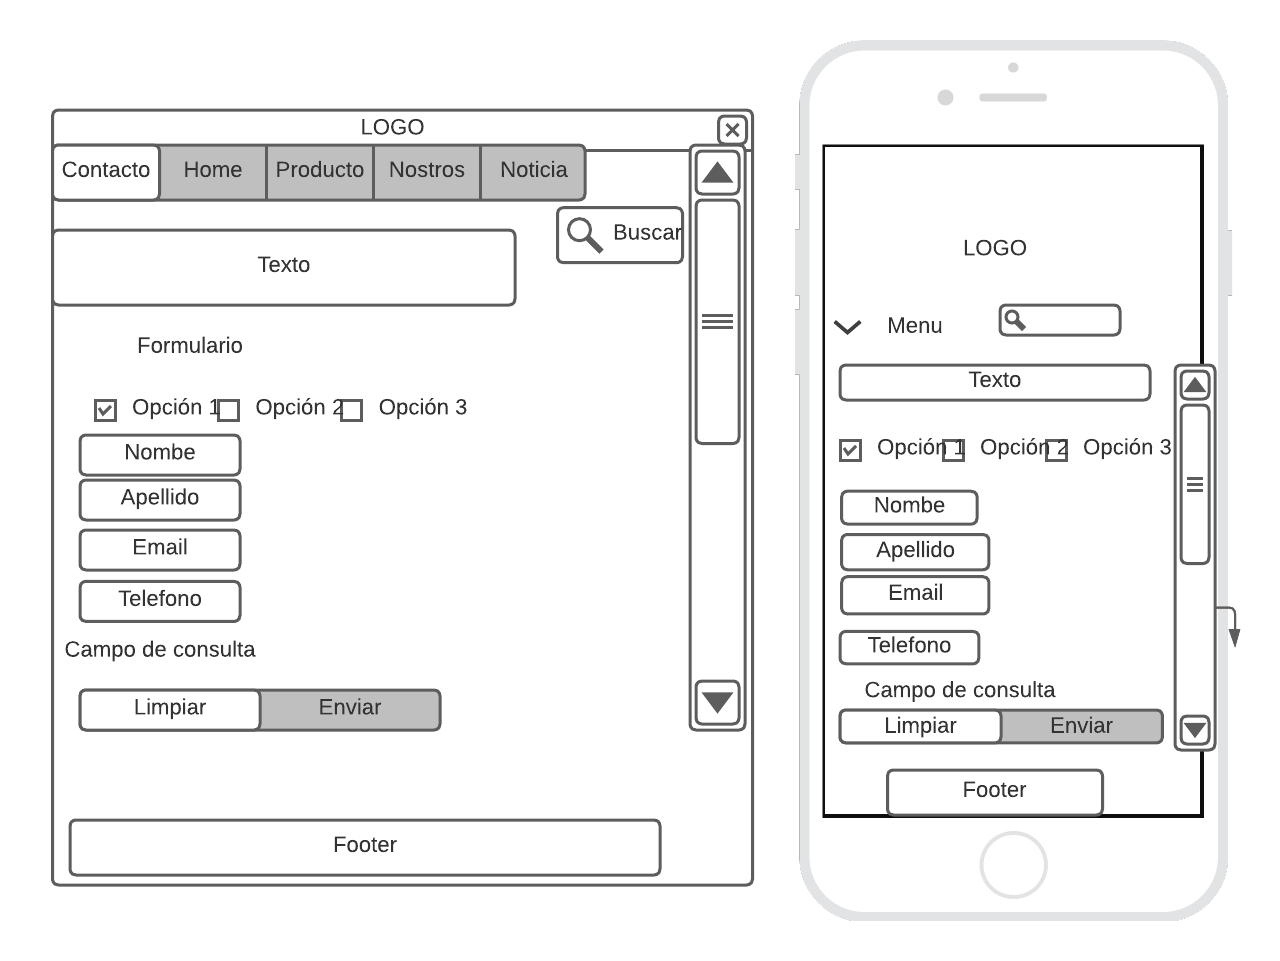 LOGO
Contacto Home Producto Nostros Noticia
Buscar
Texto
Formulario
Opción 1 Opción 2 Opción 3
Nombe
Apellido
Email
Telefono
Campo de consulta
Limpiar Enviar
Footer
LOGO
Menu
Texto
Opción 1 Opción 2 Opción 3
Nombe
Apellido
Email
Telefono
Campo de consulta
Limpiar Enviar
Footer